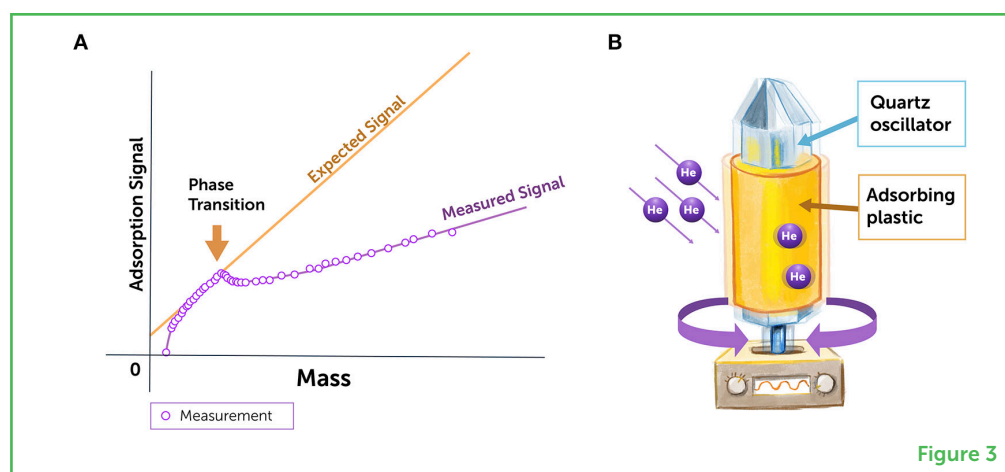 A
Adsorption Signal
Expected Signal
Phase
Transition
Measured Signal
0
Mass
Measurement
B
Quartz
oscillator
Adsorbing
plastic
He
He
He
He
He
Figure 3